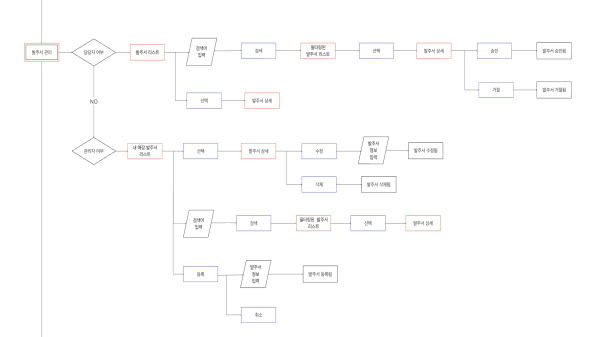 발주서 관리
담당자 여부
발주서 리스트
검색어
입력
검색
필터링된
발주서 리스트
선택
발주서 상세
승인
발주서 승인됨
선택
발주서 상세
거절
발주서 거절됨
NO
관리자 여부
내 매장 발주서
리스트
선택
발주서 상세
수정
발주서
정보
입력
발주서 수정됨
삭제
발주서 삭제됨
검색어
입력
검색
필터링된 발주서
리스트
선택
발주서 상세
등록
발주서
정보
입력
발주서 등록됨
취소